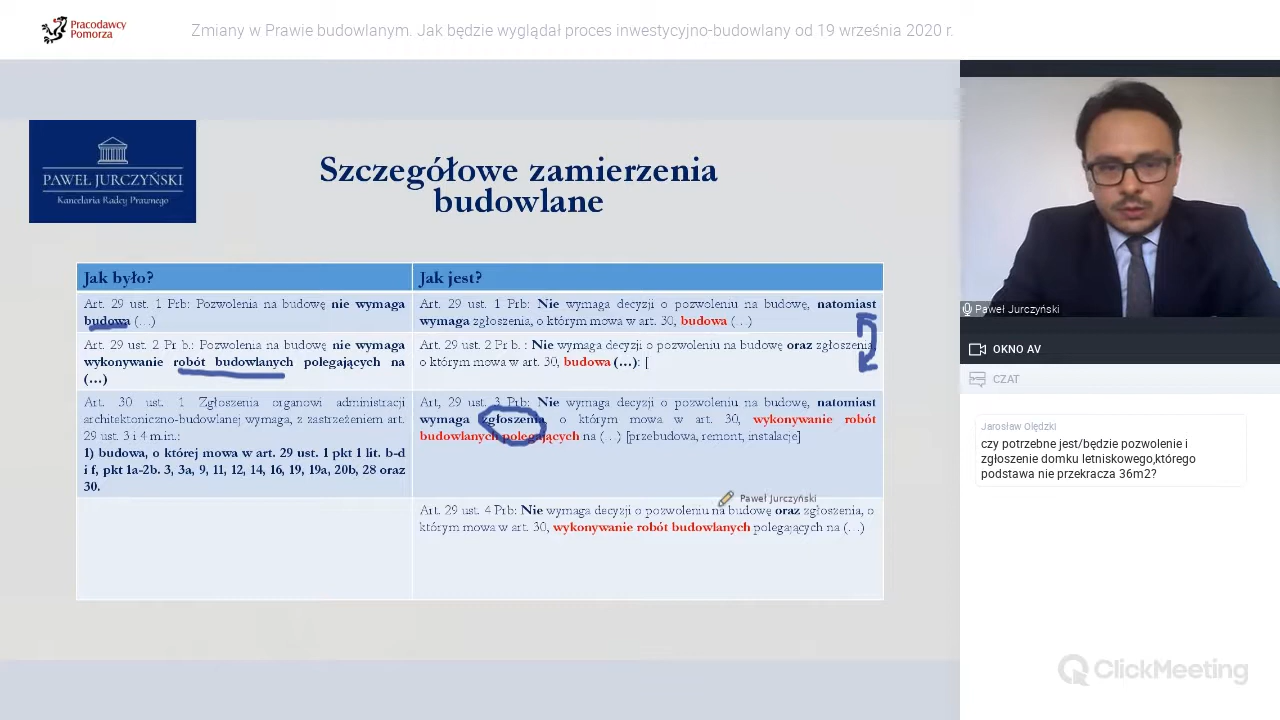 Pracodawcy
Pomorza
Zmiany w Prawie budowlanym. Jak będzie wyglądał proces inwestycyjno-budowlany od 19 września 2020 r.
PAWEŁ JURCZYŃSKI
Kancelaria Radcy Prawnego
Szczegółowe zamierzenia
budowlane
Jak było?
Art. 29 ust. 1 Prb: Pozwolenia na budowę nie wymaga
budowa (…)
Art. 29 ust. 2 Pr b.: Pozwolenia na budowę nie wymaga
wykonywanie robót budowlanych polegających na
(…)
Art. 30 ust. 1 Zgłoszenia organowi administracji
architektoniczno-budowlanej wymaga, z zastrzeżeniem art.
29 ust. 3 i 4 m.in.:
1) budowa, o której mowa w art. 29 ust. 1 pkt 1 lit. b-d
i f, pkt 1a-2b. 3, 3a, 9, 11, 12, 14, 16, 19, 19a, 20b, 28 oraz
30.
Jak jest?
Art. 29 ust. 1 Prb: Nie wymaga decyzji o pozwoleniu na budowę, natomiast
wymaga zgłoszenia, o którym mowa w art. 30, budowa (…)
Art. 29 ust. 2 Pr b. : Nie wymaga decyzji o pozwoleniu na budowę oraz zgłoszenia,
o którym mowa w art. 30, budowa (…): [
Art, 29 ust. 3 Prb: Nie wymaga decyzji o pozwoleniu na budowę, natomiast
wymaga zgłoszenia, o którym mowa w art. 30, wykonywanie robót
budowlanych polegających na (…) [przebudowa, remont, instalacje]
Paweł Jurczyński
Art. 29 ust. 4 Prb: Nie wymaga decyzji o pozwoleniu na budowę oraz zgłoszenia, o
którym mowa w art. 30, wykonywanie robót budowlanych polegających na (…)
Paweł Jurczyński
OKNO AV
CZAT
Jarosław Olędzki
czy potrzebne jest/będzie pozwolenie i
zgłoszenie domku letniskowego,którego
podstawa nie przekracza 36m2?
ClickMeeting